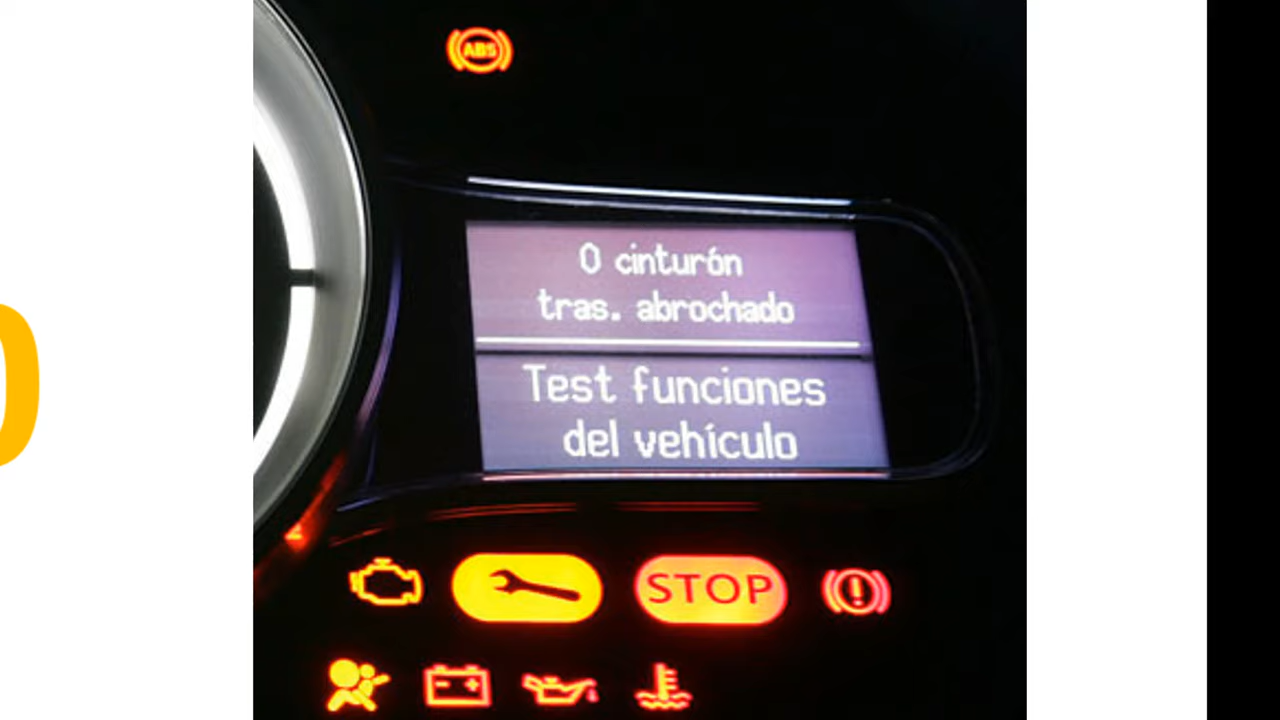 ABS
0 cinturón
tras. abrochado
Test funciones
del vehículo
STOP